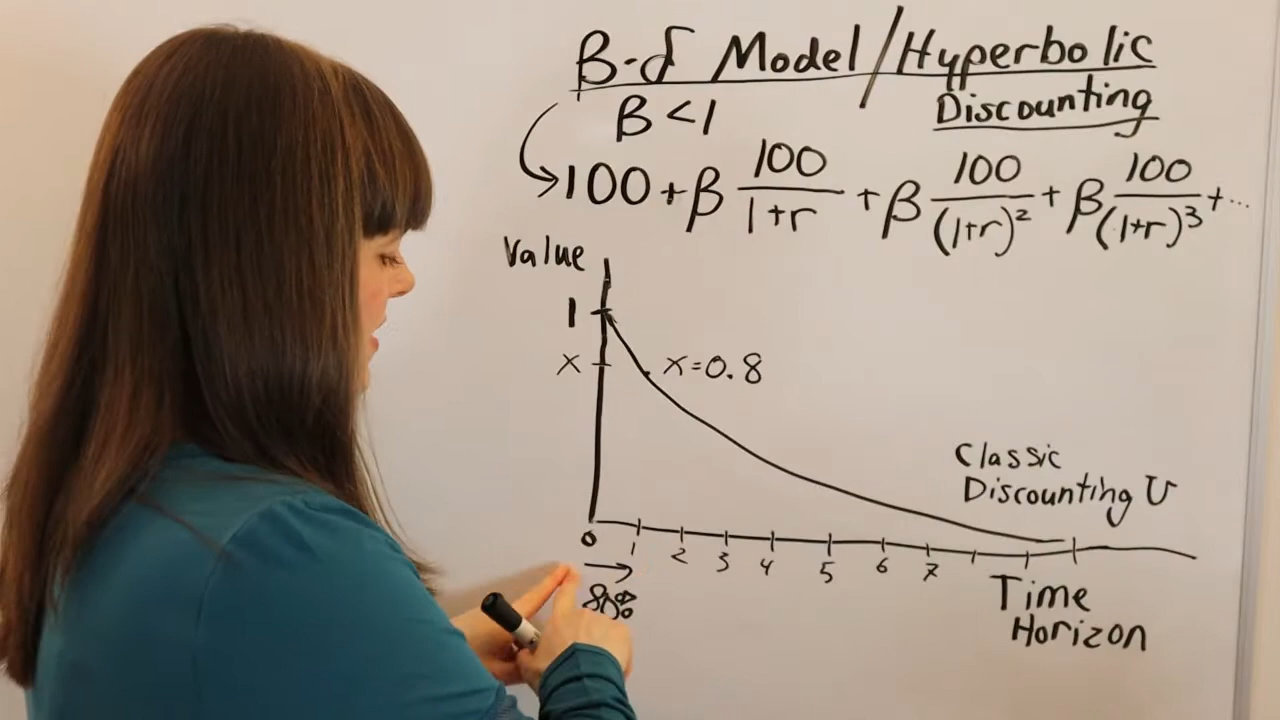 β-δ Model/Hyperbolic
Discounting
β<1
100+β 100/(1+r) +β 100/(1+r)² + β 100/(1+r)³ +...
Value
1
x
x=0.8
Classic
Discounting U
0 1 2 3 4 5 6 7
→
80%
Time
Horizon